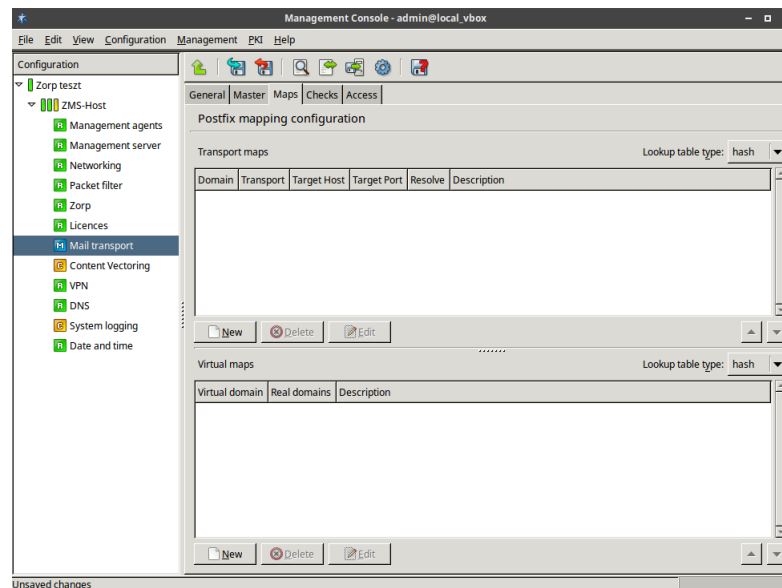 Management Console - admin@local_vbox
File Edit View Configuration Management PKI Help
Configuration
Zorp teszt
ZMS-Host
R Management agents
R Management server
R Networking
R Packet filter
R Zorp
R Licences
M Mail transport
C Content Vectoring
R VPN
R DNS
C System logging
R Date and time
General Master Maps Checks Access
Postfix mapping configuration
Transport maps Lookup table type: hash
Domain Transport Target Host Target Port Resolve Description
New Delete Edit
Virtual maps Lookup table type: hash
Virtual domain Real domains Description
New Delete Edit
Unsaved changes